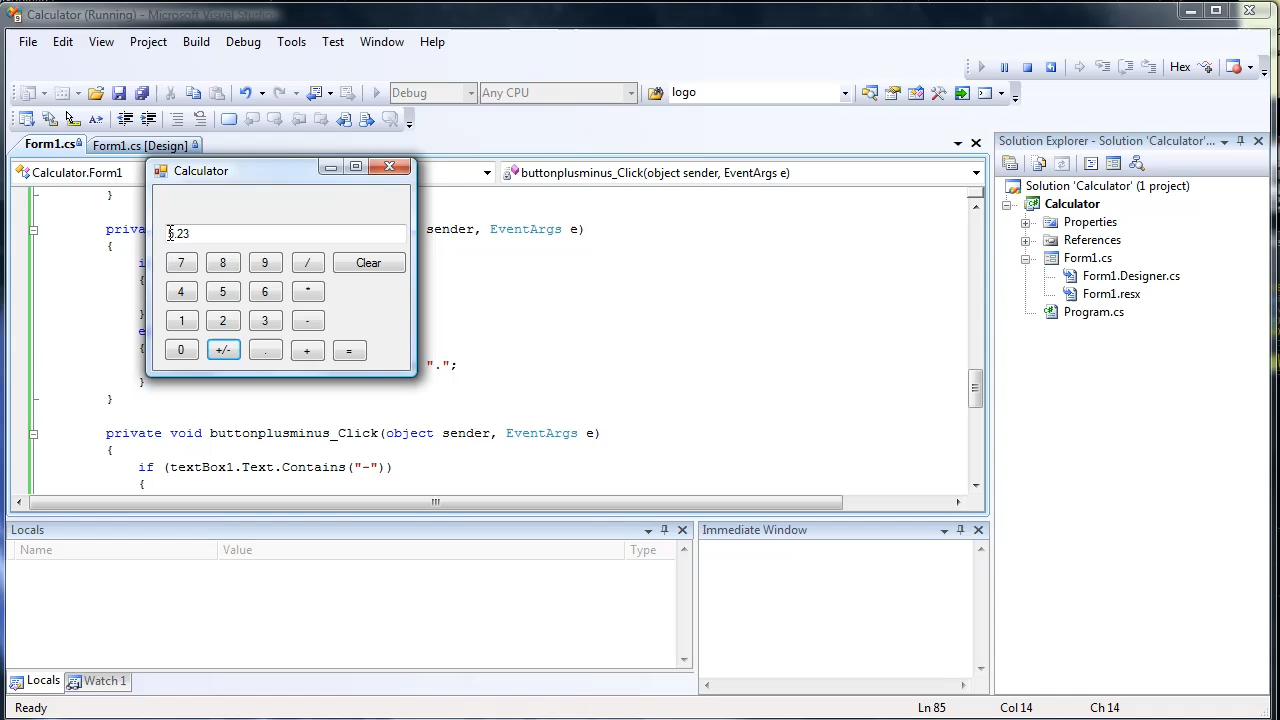 Calculator (Running) - Microsoft Visual Studio
File Edit View Project Build Debug Tools Test Window Help
Hex
Debug Any CPU logo
Form1.cs Form1.cs [Design]
Solution Explorer - Solution 'Calculator' ...
Calculator.Form1
buttonplusminus_Click(object sender, EventArgs e)
Calculator
Solution 'Calculator' (1 project)
Calculator
Properties
References
Form1.cs
Form1.Designer.cs
Form1.resx
Program.cs
}
sender, EventArgs e)
{
.23
7 8 9 / Clear
4 5 6 *
1 2 3 -
0 +/- . + =
{
}
{
".";
}
}
private void buttonplusminus_Click(object sender, EventArgs e)
{
if (textBox1.Text.Contains("-"))
{
Locals
Name Value Type
Immediate Window
Locals Watch 1
Ready Ln 85 Col 14 Ch 14